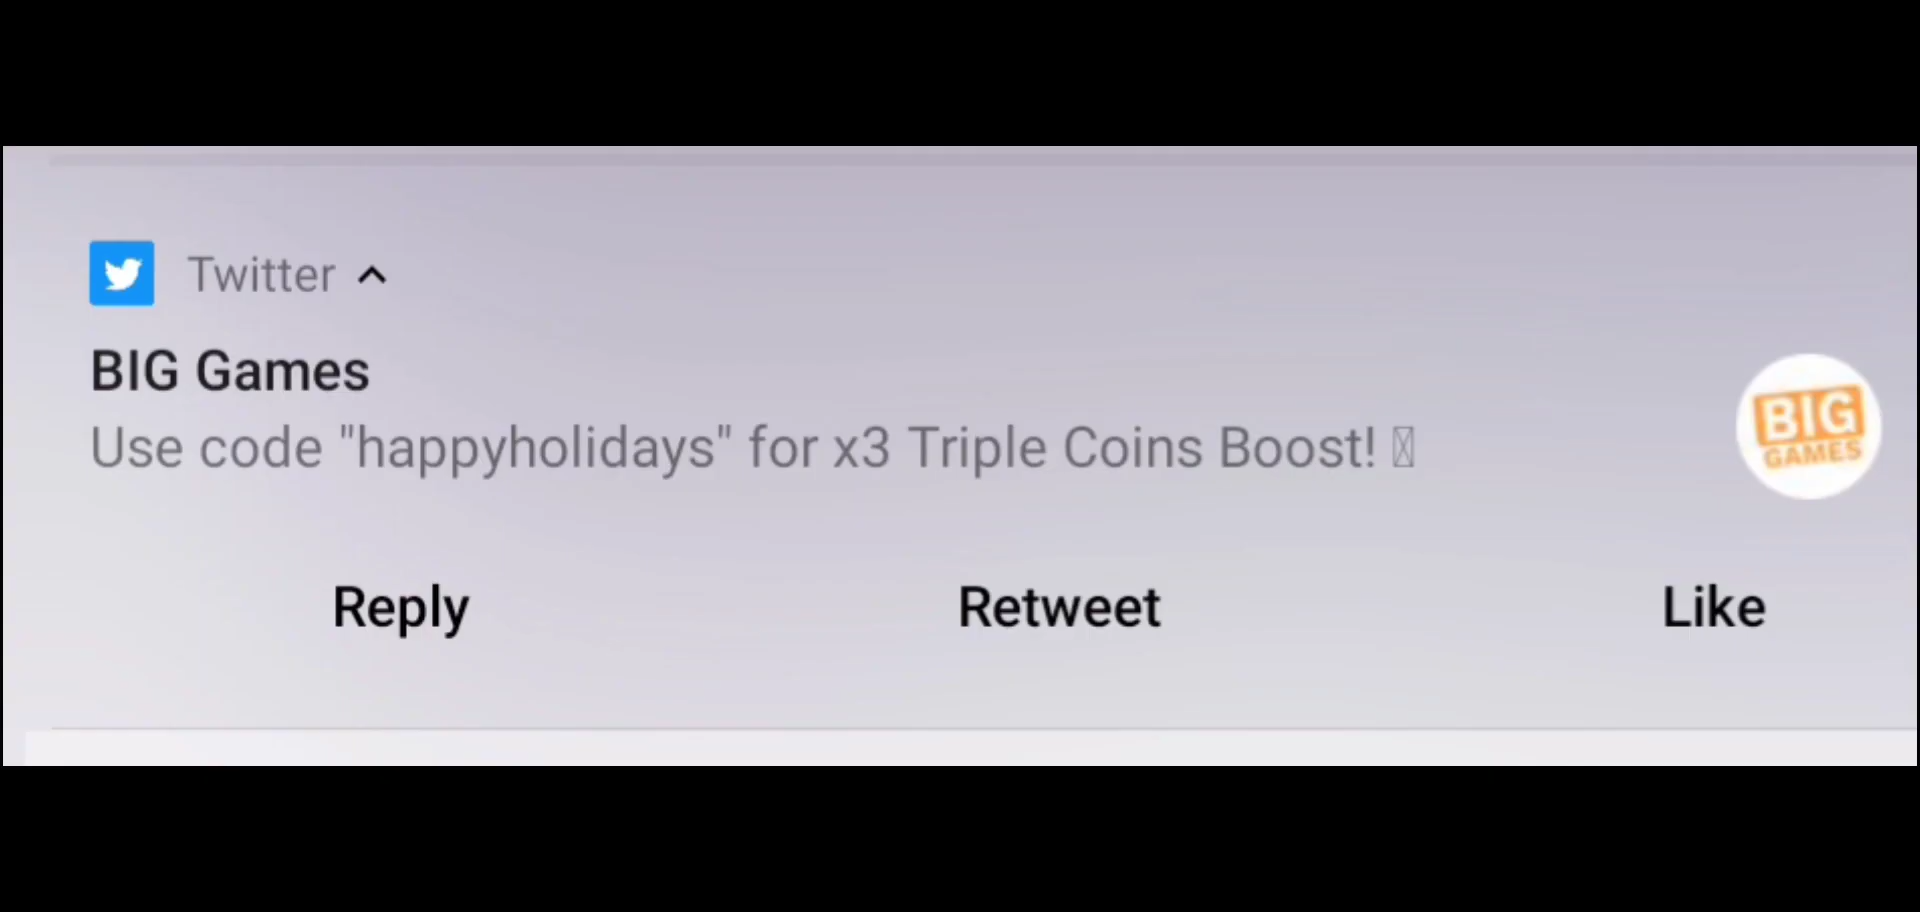 Twitter
BIG Games
Use code "happyholidays" for x3 Triple Coins Boost!
BIG
GAMES
Reply
Retweet
Like